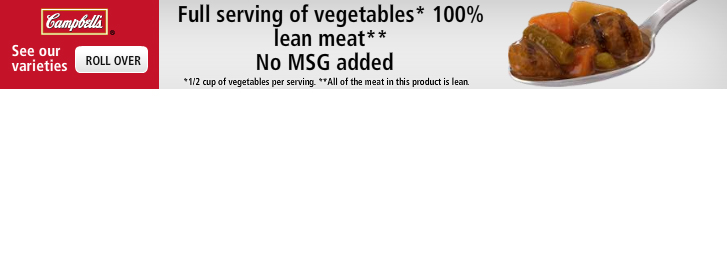 Campbell's
See our
varieties
ROLL OVER
Full serving of vegetables* 100%
lean meat**
No MSG added
*1/2 cup of vegetables per serving. **All of the meat in this product is lean.